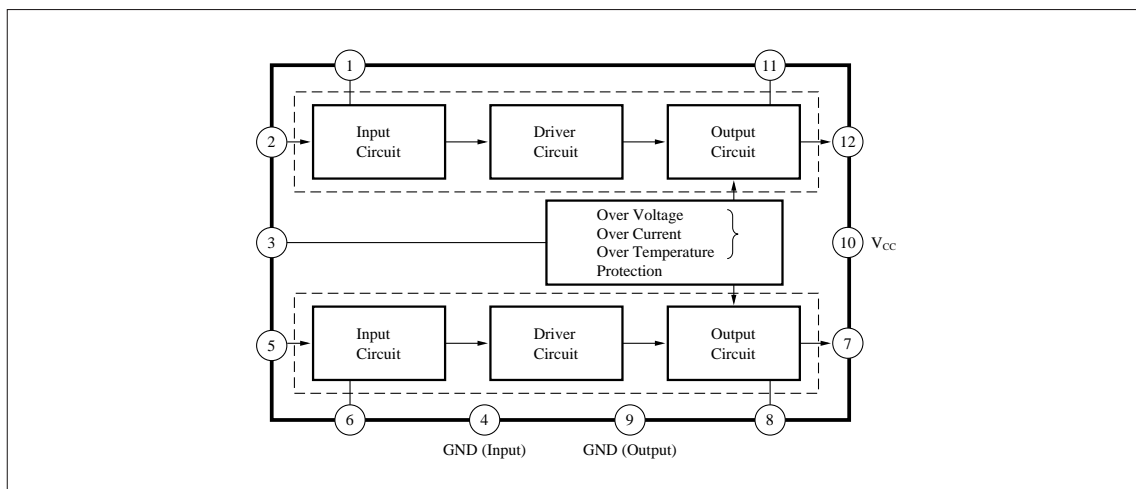 1
11
2
Input
Circuit
Driver
Circuit
Output
Circuit
12
3
Over Voltage
Over Current
Over Temperature
Protection
10
VCC
5
Input
Circuit
Driver
Circuit
Output
Circuit
7
6
4
9
8
GND (Input)
GND (Output)